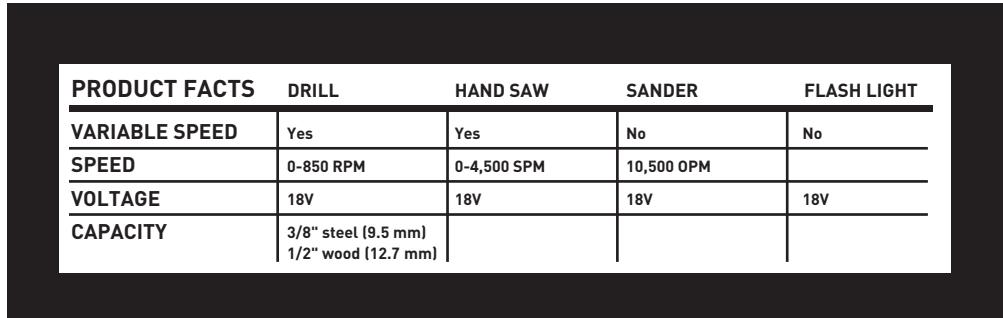 PRODUCT FACTS DRILL HAND SAW SANDER FLASH LIGHT
VARIABLE SPEED Yes Yes No No
SPEED 0-850 RPM 0-4,500 SPM 10,500 OPM
VOLTAGE 18V 18V 18V 18V
CAPACITY 3/8" steel (9.5 mm)
1/2" wood (12.7 mm)